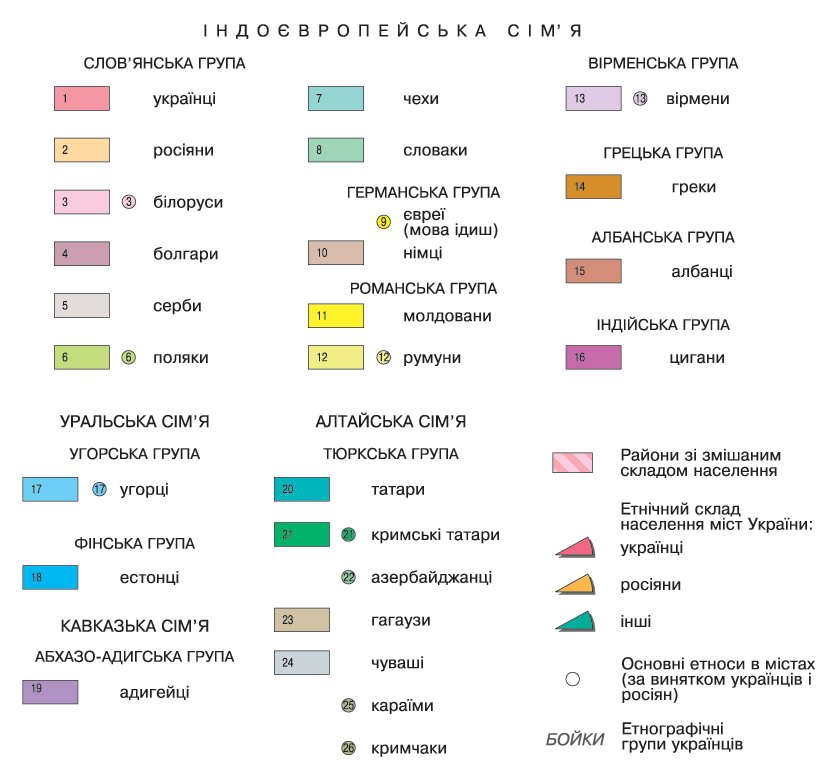 ІНДОЄВРОПЕЙСЬКА СІМ’Я
СЛОВ’ЯНСЬКА ГРУПА
1 українці
2 росіяни
3 3 білоруси
4 болгари
5 серби
6 6 поляки
7 чехи
8 словаки
ГЕРМАНСЬКА ГРУПА
9 євреї
(мова ідиш)
10 німці
РОМАНСЬКА ГРУПА
11 молдовани
12 12 румуни
ВІРМЕНСЬКА ГРУПА
13 13 вірмени
ГРЕЦЬКА ГРУПА
14 греки
АЛБАНСЬКА ГРУПА
15 албанці
ІНДІЙСЬКА ГРУПА
16 цигани
УРАЛЬСЬКА СІМ’Я
УГОРСЬКА ГРУПА
17 17 угорці
ФІНСЬКА ГРУПА
18 естонці
КАВКАЗЬКА СІМ’Я
АБХАЗО-АДИГСЬКА ГРУПА
19 адигейці
АЛТАЙСЬКА СІМ’Я
ТЮРКСЬКА ГРУПА
20 татари
21 21 кримські татари
22 азербайджанці
23 гагаузи
24 чуваші
25 караїми
26 кримчаки
Райони зі змішаним
складом населення
Етнічний склад
населення міст України:
українці
росіяни
інші
Основні етноси в містах
(за винятком українців і
росіян)
БОЙКИ Етнографічні
групи українців